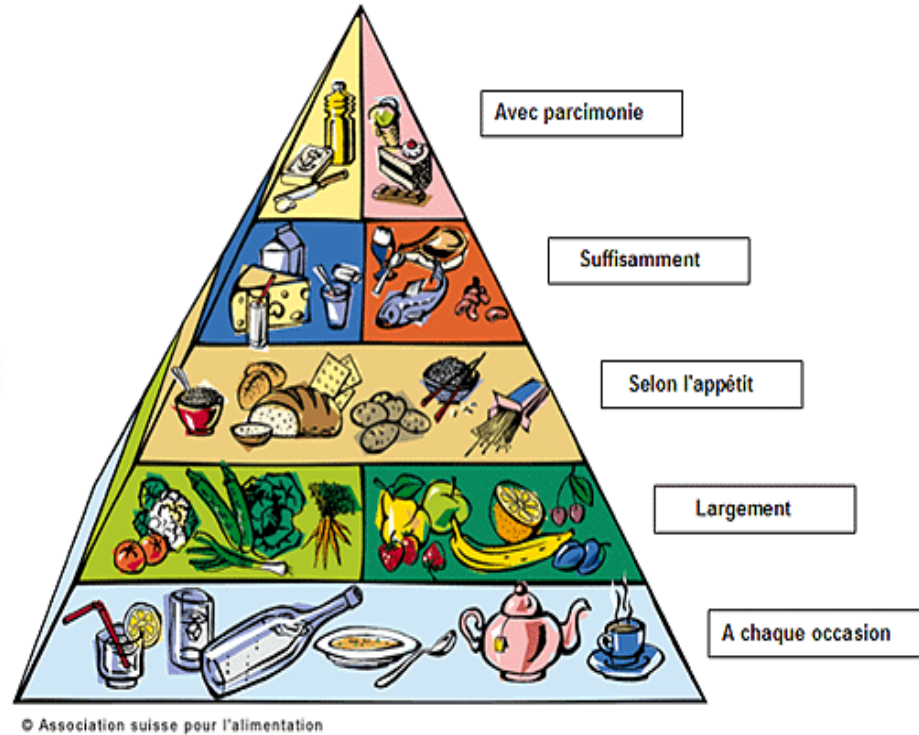 Avec parcimonie
Suffisamment
Selon l'appétit
Largement
A chaque occasion
© Association suisse pour l'alimentation